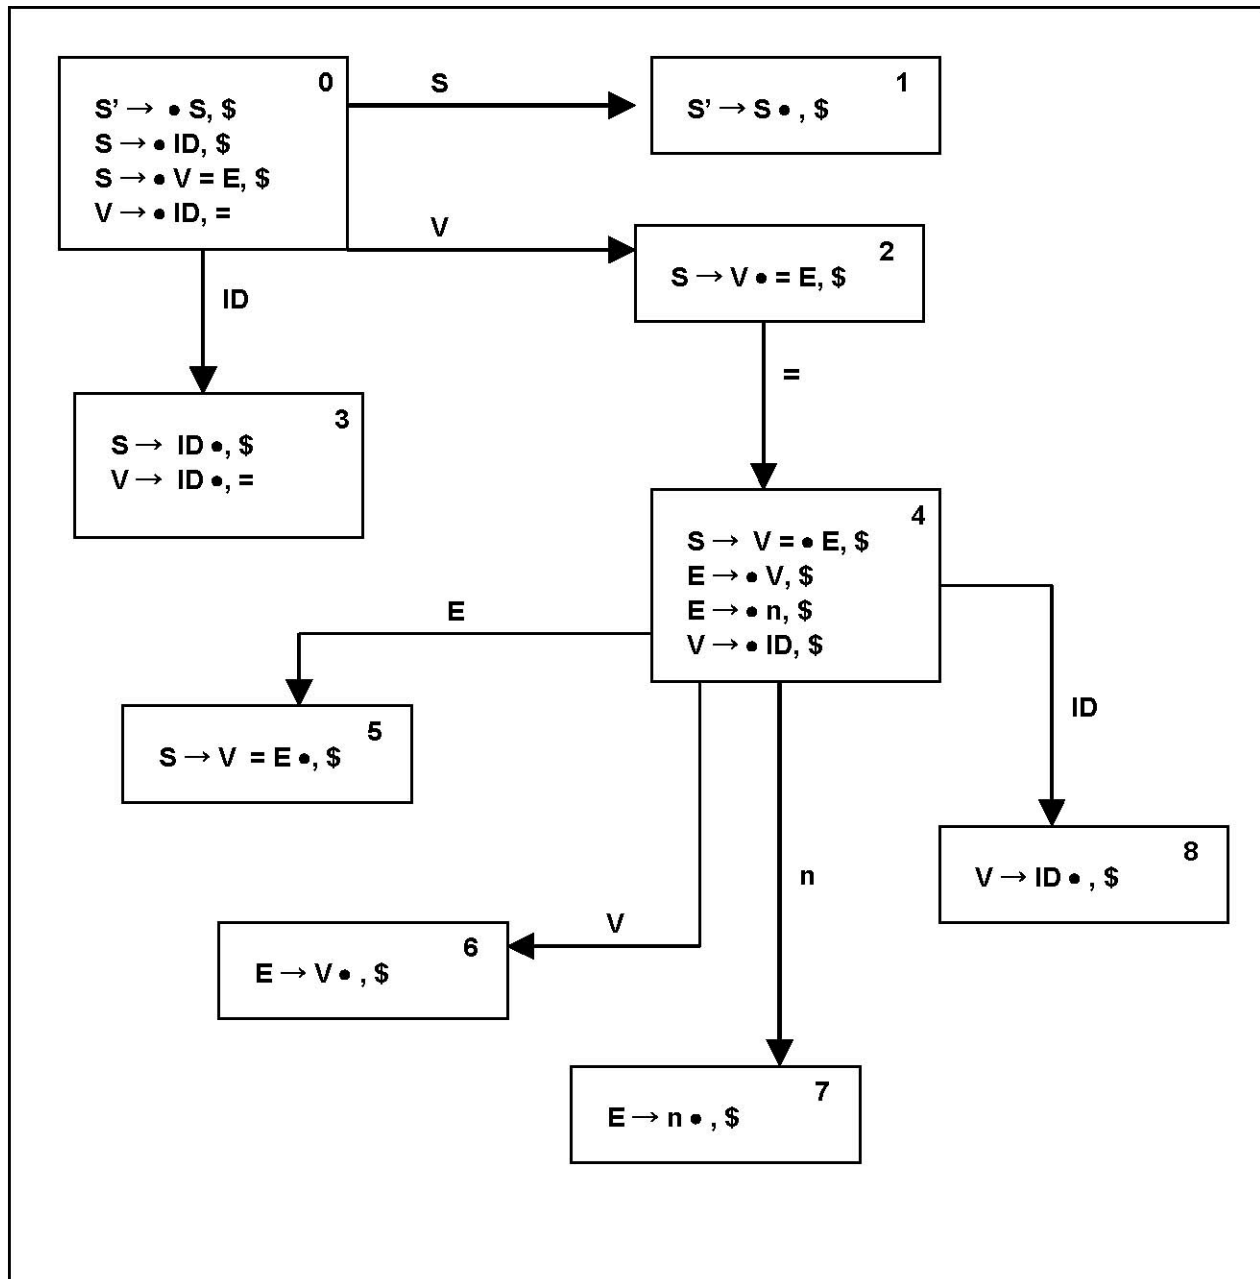 0
S' → • S, $
S → • ID, $
S → • V = E, $
V → • ID, =
S
1
S' → S • , $
V
2
S → V • = E, $
ID
=
3
S → ID •, $
V → ID •, =
4
S → V = • E, $
E → • V, $
E → • n, $
V → • ID, $
E
ID
5
S → V = E •, $
n
8
V → ID • , $
V
6
E → V • , $
7
E → n • , $